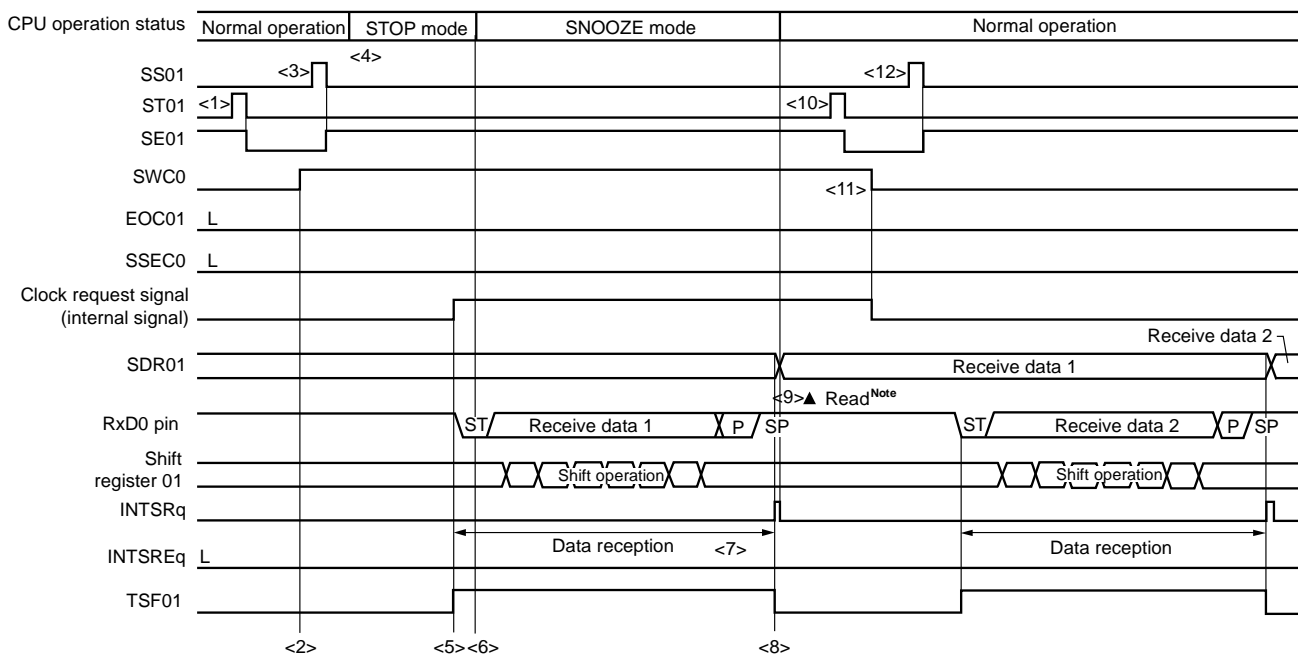 CPU operation status Normal operation STOP mode SNOOZE mode Normal operation
<4>
SS01 <3> <12>
ST01 <1> <10>
SE01
SWC0 <11>
EOC01 L
SSEC0 L
Clock request signal
(internal signal)
Receive data 2
SDR01 Receive data 1
<9>▲ Read Note
RxD0 pin ST Receive data 1 P SP ST Receive data 2 P SP
Shift
register 01 Shift operation Shift operation
INTSRq
Data reception <7> Data reception
INTSREq L
TSF01
<2> <5> <6> <8>